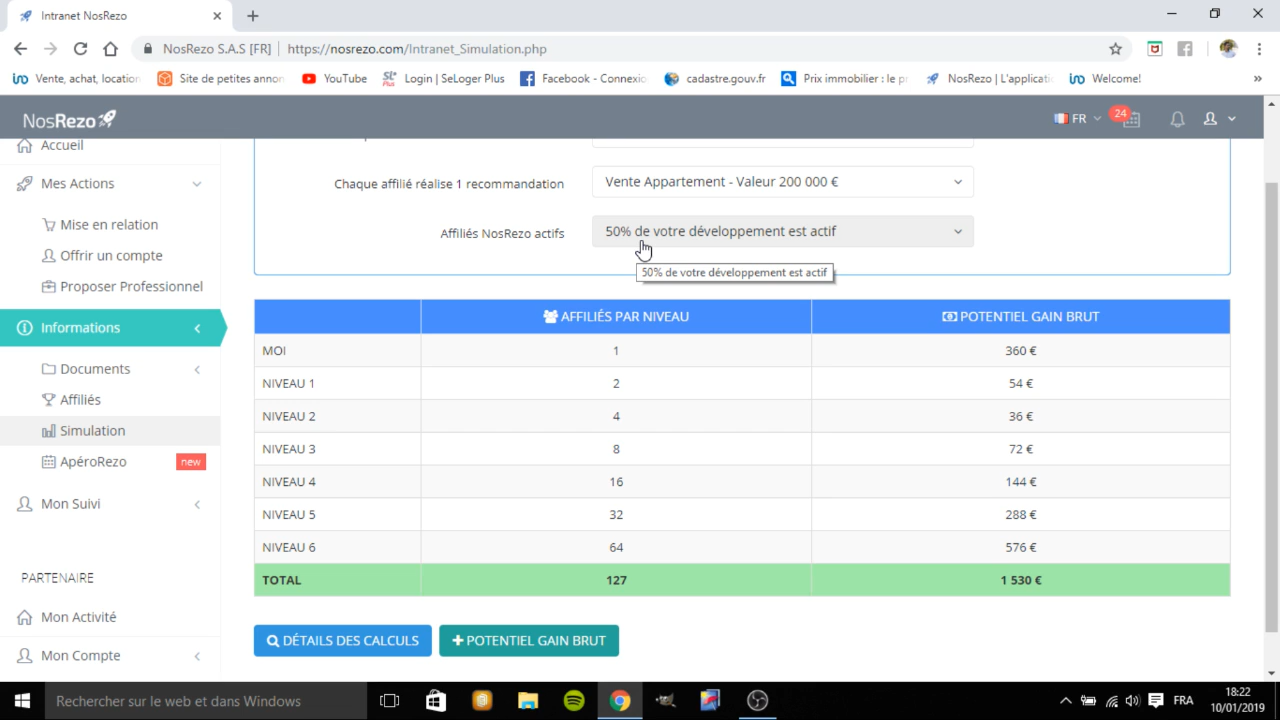 Intranet NosRezo
NosRezo S.A.S [FR] https://nosrezo.com/Intranet_Simulation.php
Vente, achat, location Site de petites annon YouTube Login | SeLoger Plus Facebook - Connexio cadastre.gouv.fr Prix immobilier : le p NosRezo | L'applicati Welcome! »
NosRezo FR 24
Accueil
Chaque affilié réalise 1 recommandation Vente Appartement - Valeur 200 000 €
Mes Actions
Affiliés NosRezo actifs 50% de votre développement est actif
Mise en relation
Offrir un compte
50% de votre développement est actif
Proposer Professionnel
Informations
AFFILIÉS PAR NIVEAU POTENTIEL GAIN BRUT
MOI 1 360 €
NIVEAU 1 2 54 €
NIVEAU 2 4 36 €
NIVEAU 3 8 72 €
NIVEAU 4 16 144 €
NIVEAU 5 32 288 €
NIVEAU 6 64 576 €
TOTAL 127 1 530 €
Documents
Affiliés
Simulation
ApéroRezo new
Mon Suivi
PARTENAIRE
Mon Activité
Mon Compte
DÉTAILS DES CALCULS POTENTIEL GAIN BRUT
Rechercher sur le web et dans Windows
FRA
18:22
10/01/2019